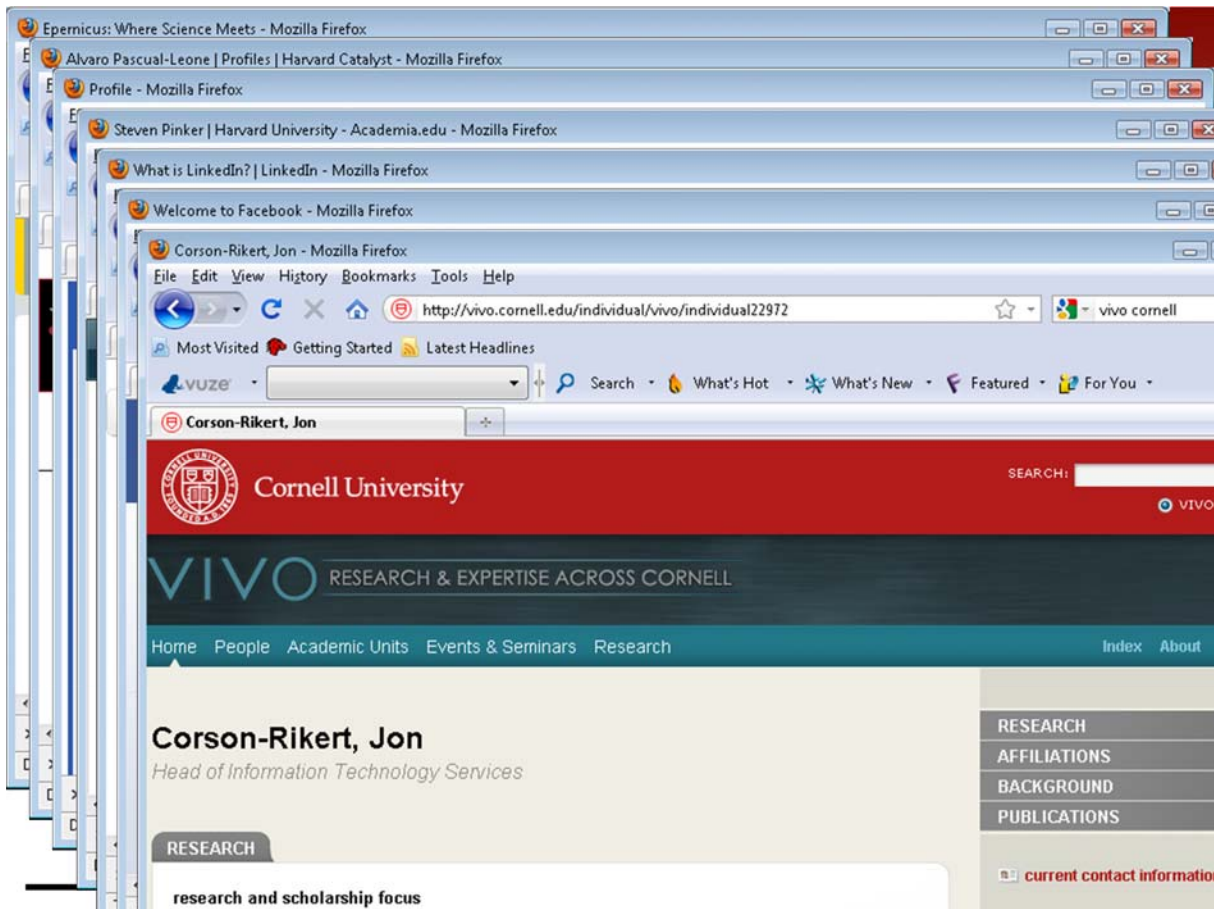 Epernicus: Where Science Meets - Mozilla Firefox
Alvaro Pascual-Leone | Profiles | Harvard Catalyst - Mozilla Firefox
Profile - Mozilla Firefox
Steven Pinker | Harvard University - Academia.edu - Mozilla Firefox
What is LinkedIn? | LinkedIn - Mozilla Firefox
Welcome to Facebook - Mozilla Firefox
Corson-Rikert, Jon - Mozilla Firefox
File Edit View History Bookmarks Tools Help
http://vivo.cornell.edu/individual/vivo/individual22972 vivo cornell
Most Visited Getting Started Latest Headlines
vuze Search What's Hot What's New Featured For You
Corson-Rikert, Jon
Cornell University SEARCH:
VIVO
VIVO RESEARCH & EXPERTISE ACROSS CORNELL
Home People Academic Units Events & Seminars Research Index About
Corson-Rikert, Jon
Head of Information Technology Services
RESEARCH
AFFILIATIONS
BACKGROUND
PUBLICATIONS
RESEARCH
current contact information
research and scholarship focus